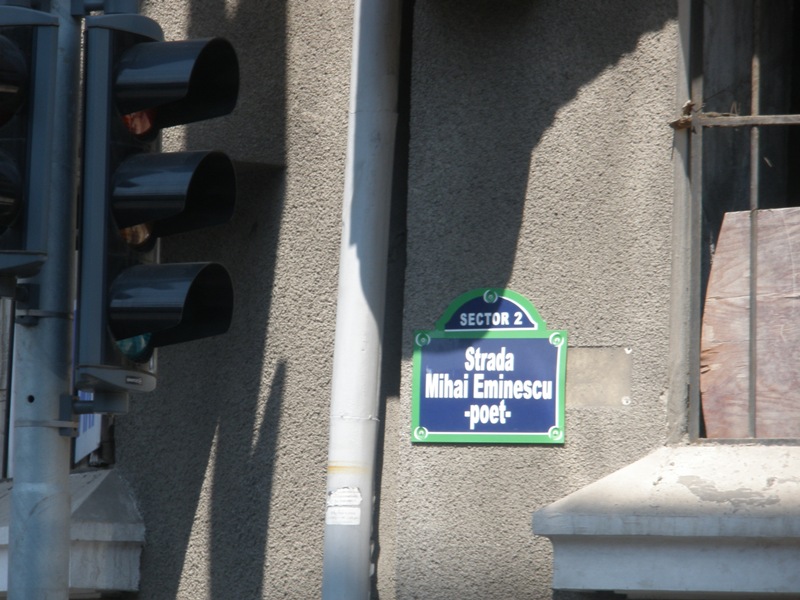 SECTOR 2
Strada
Mihai Eminescu
-poet-